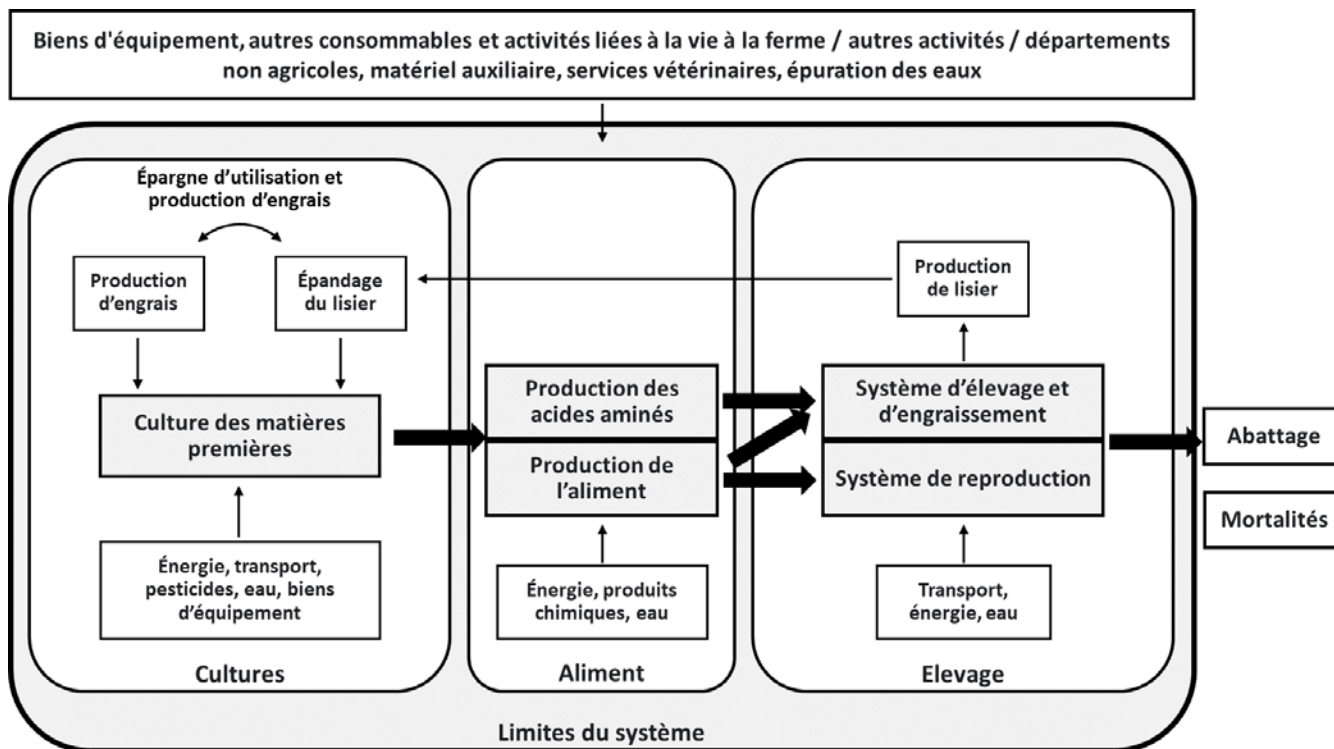 Biens d'équipement, autres consommables et activités liées à la vie à la ferme / autres activités / départements
non agricoles, matériel auxiliaire, services vétérinaires, épuration des eaux
Épargne d’utilisation et
production d’engrais
Production
d’engrais
Épandage
du lisier
Culture des matières
premières
Énergie, transport,
pesticides, eau, biens
d’équipement
Cultures
Production des
acides aminés
Production de
l’aliment
Énergie, produits
chimiques, eau
Aliment
Production
de lisier
Système d’élevage et
d’engraissement
Système de reproduction
Transport,
énergie, eau
Elevage
Abattage
Mortalités
Limites du système